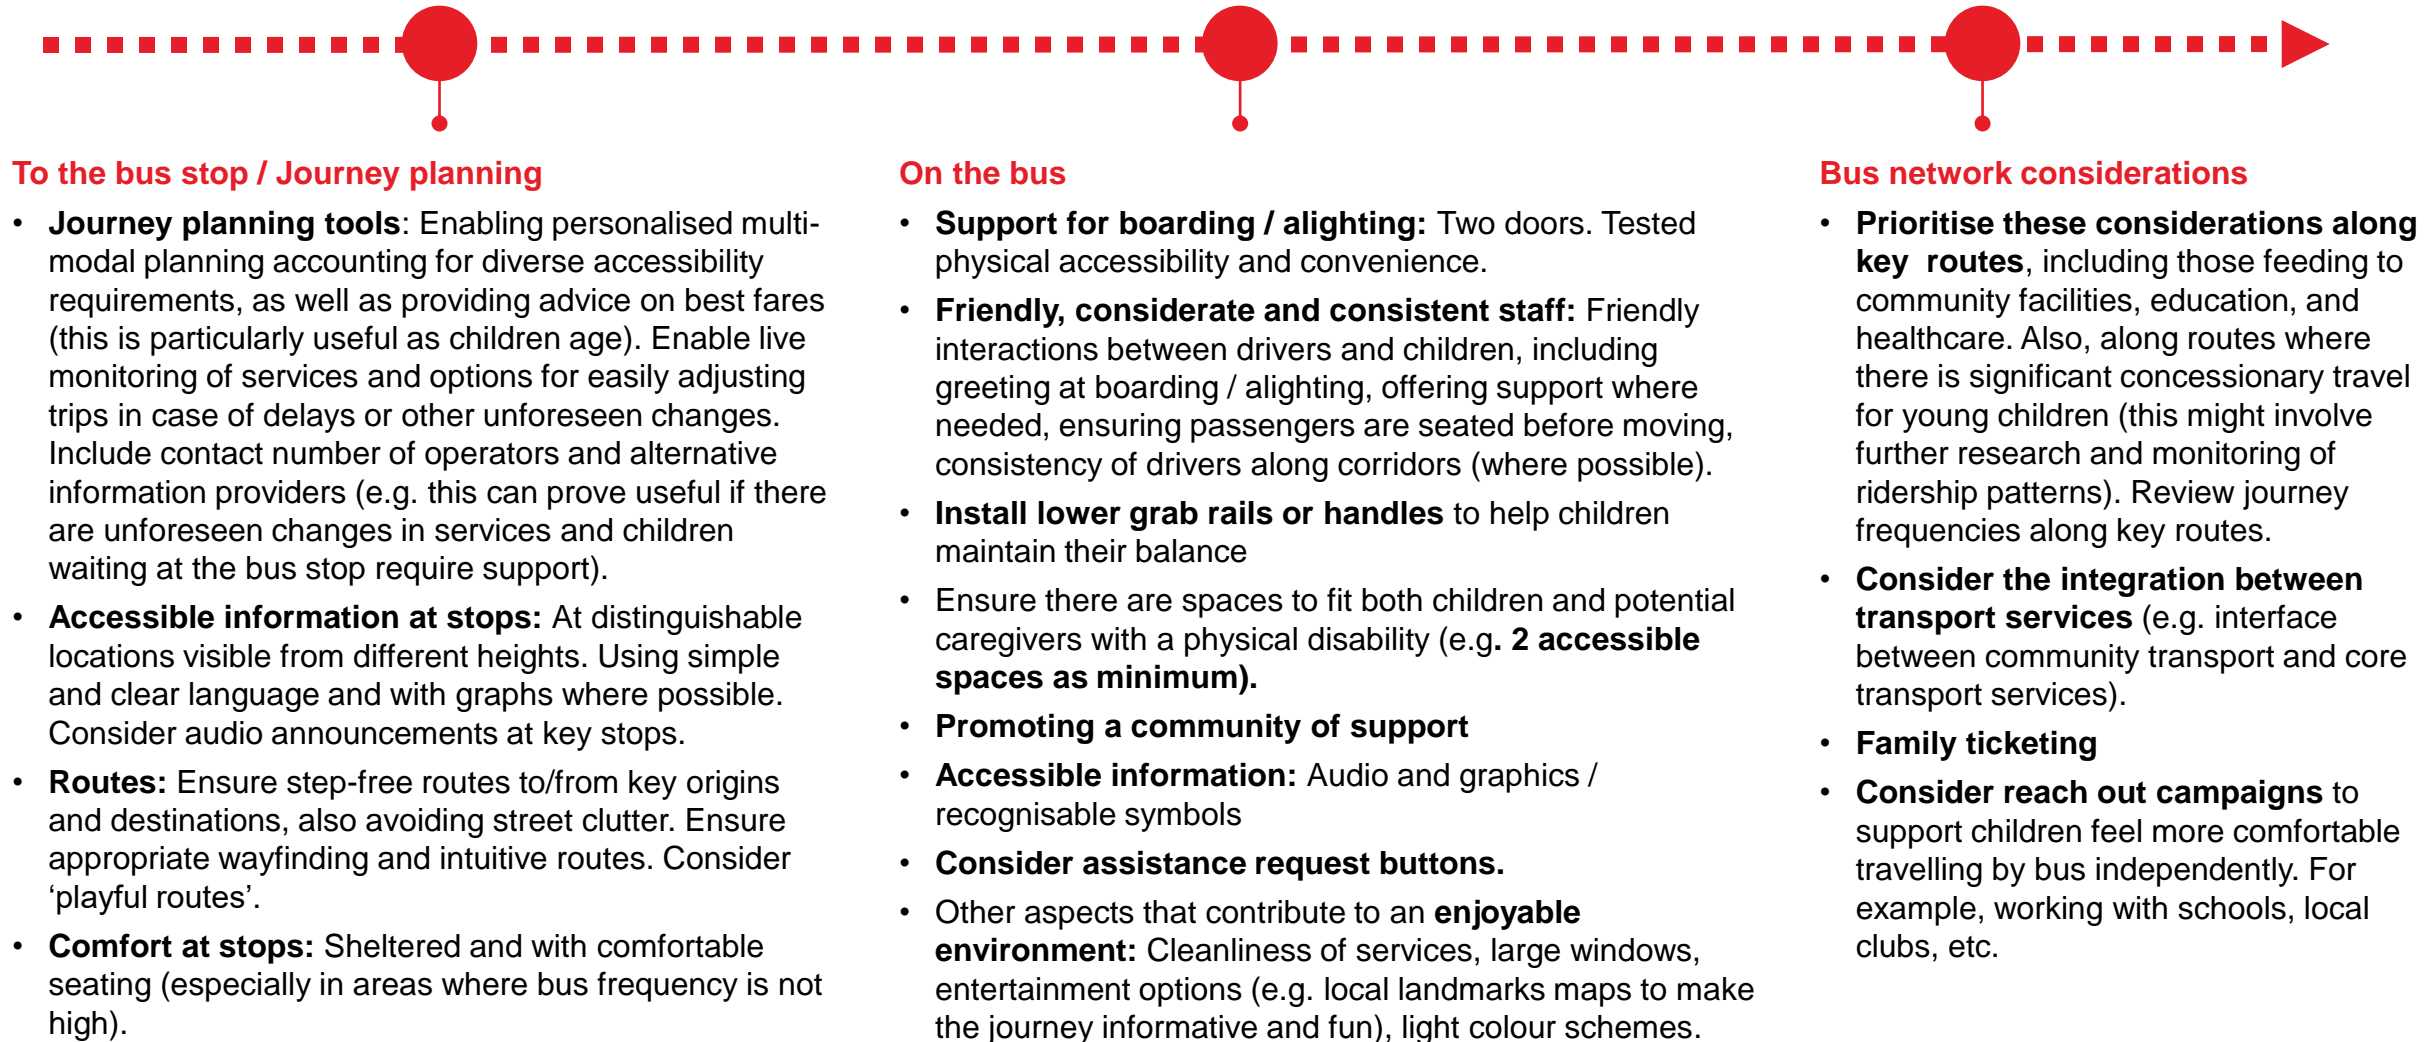 To the bus stop / Journey planning
• Journey planning tools: Enabling personalised multi-
modal planning accounting for diverse accessibility
requirements, as well as providing advice on best fares
(this is particularly useful as children age). Enable live
monitoring of services and options for easily adjusting
trips in case of delays or other unforeseen changes.
Include contact number of operators and alternative
information providers (e.g. this can prove useful if there
are unforeseen changes in services and children
waiting at the bus stop require support).
• Accessible information at stops: At distinguishable
locations visible from different heights. Using simple
and clear language and with graphs where possible.
Consider audio announcements at key stops.
• Routes: Ensure step-free routes to/from key origins
and destinations, also avoiding street clutter. Ensure
appropriate wayfinding and intuitive routes. Consider
‘playful routes’.
• Comfort at stops: Sheltered and with comfortable
seating (especially in areas where bus frequency is not
high).
On the bus
• Support for boarding / alighting: Two doors. Tested
physical accessibility and convenience.
• Friendly, considerate and consistent staff: Friendly
interactions between drivers and children, including
greeting at boarding / alighting, offering support where
needed, ensuring passengers are seated before moving,
consistency of drivers along corridors (where possible).
• Install lower grab rails or handles to help children
maintain their balance
• Ensure there are spaces to fit both children and potential
caregivers with a physical disability (e.g. 2 accessible
spaces as minimum).
• Promoting a community of support
• Accessible information: Audio and graphics /
recognisable symbols
• Consider assistance request buttons.
• Other aspects that contribute to an enjoyable
environment: Cleanliness of services, large windows,
entertainment options (e.g. local landmarks maps to make
the journey informative and fun), light colour schemes.
Bus network considerations
• Prioritise these considerations along
key routes, including those feeding to
community facilities, education, and
healthcare. Also, along routes where
there is significant concessionary travel
for young children (this might involve
further research and monitoring of
ridership patterns). Review journey
frequencies along key routes.
• Consider the integration between
transport services (e.g. interface
between community transport and core
transport services).
• Family ticketing
• Consider reach out campaigns to
support children feel more comfortable
travelling by bus independently. For
example, working with schools, local
clubs, etc.